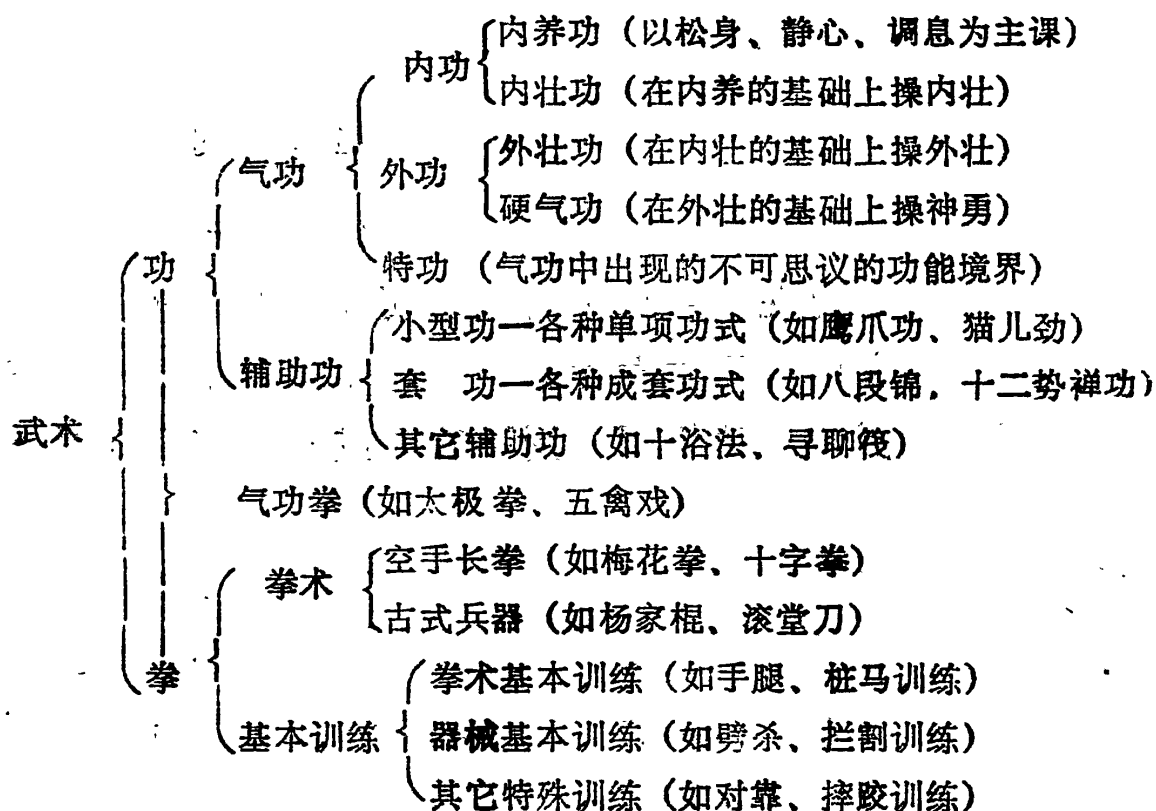 内养功（以松身、静心、调息为主课）
内功
内壮功（在内养的基础上操内壮）
外壮功（在内壮的基础上操外壮）
气功
外功
硬气功（在外壮的基础上操神勇）
功
特功（气功中出现的不可思议的功能境界）
小型功一各种单项功式（如鹰爪功、猫儿劲）
辅助功
套 功一各种成套功式（如八段锦，十二势禅功）
武术
其它辅助功（如十浴法、寻聊筏）
气功拳（如太极拳、五禽戏）
空手长拳（如梅花拳、十字拳）
拳术
古式兵器（如杨家棍、滚堂刀）
拳
拳术基本训练（如手腿、桩马训练）
基本训练
器械基本训练（如劈杀、拦割训练）
其它特殊训练（如对靠、摔跤训练）